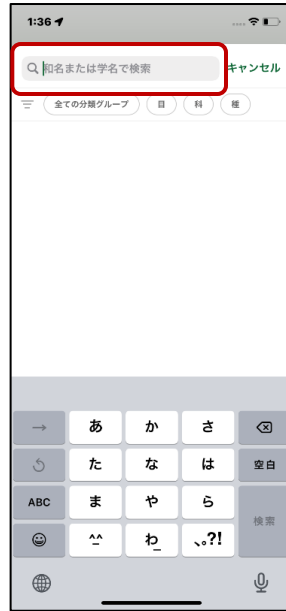 1:36
和名または学名で検索 キャンセル
全ての分類グループ 目 科 種
→ あ か さ
た な は 空白
ABC ま や ら
検索
^_^ わ_ 、。?!